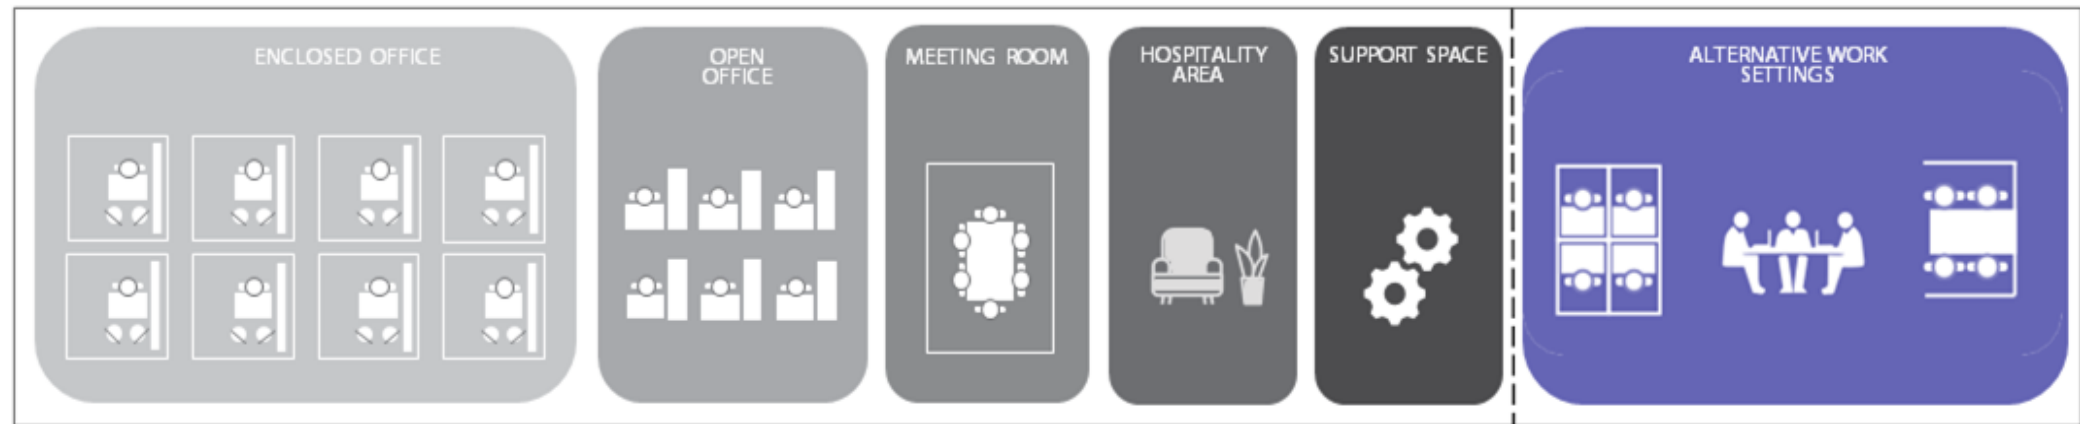 ENCLOSED OFFICE
OPEN
OFFICE
MEETING ROOM
HOSPITALITY
AREA
SUPPORT SPACE
ALTERNATIVE WORK
SETTINGS